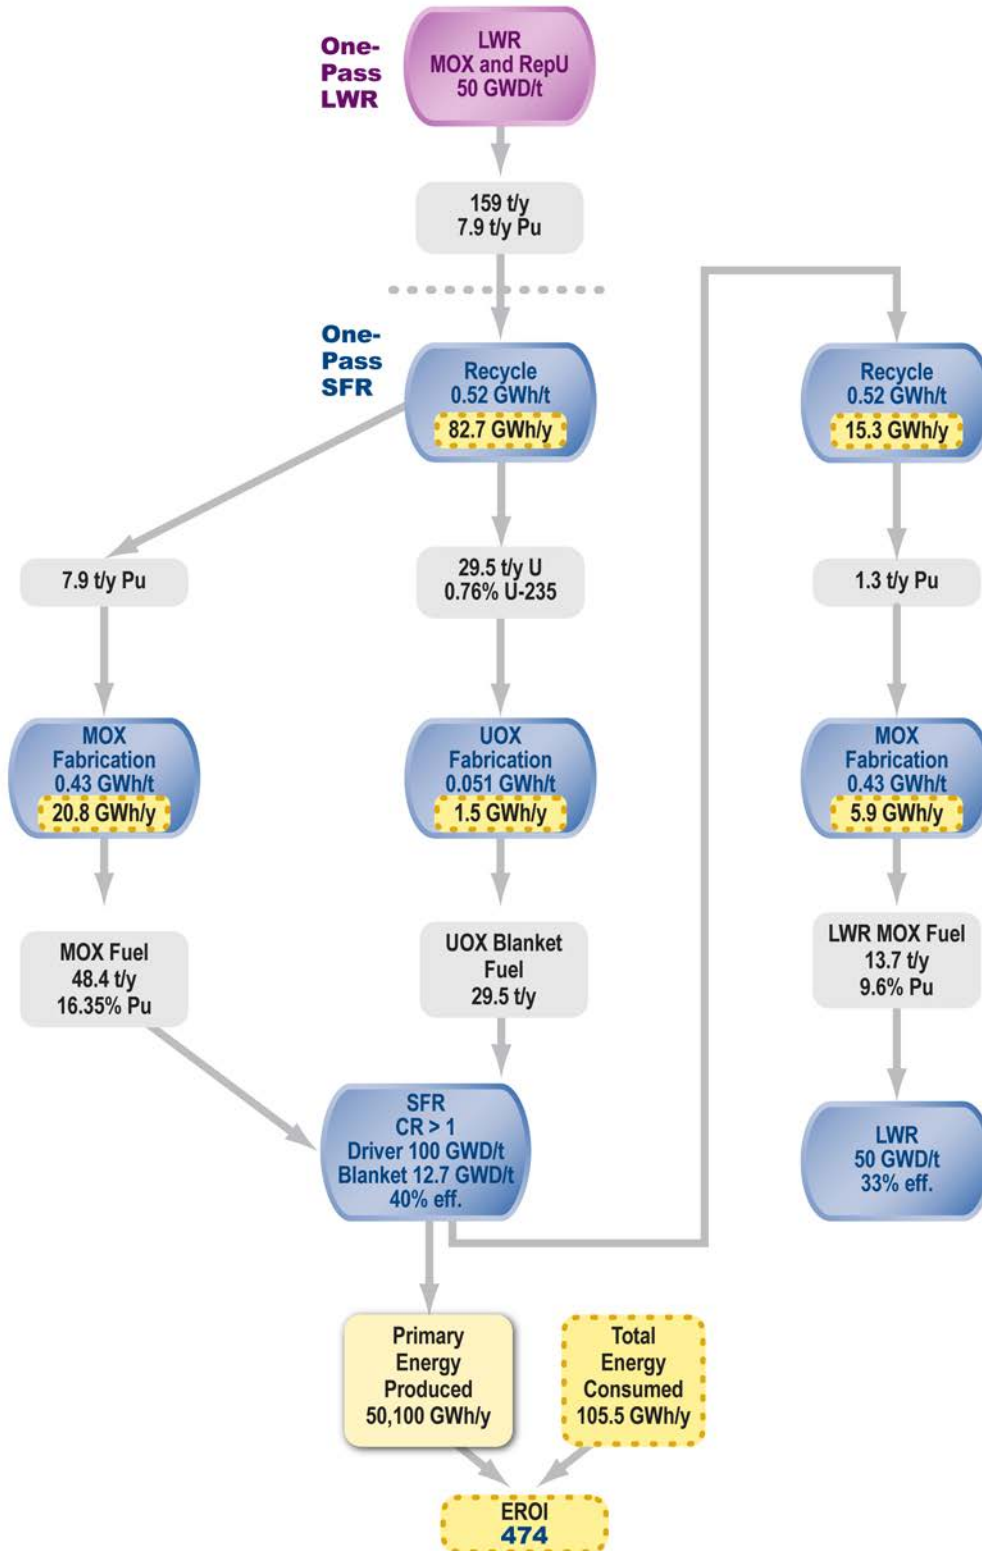 One-
Pass
LWR
LWR
MOX and RepU
50 GWD/t
159 t/y
7.9 t/y Pu
One-
Pass
SFR
Recycle
0.52 GWh/t
82.7 GWh/y
Recycle
0.52 GWh/t
15.3 GWh/y
7.9 t/y Pu
29.5 t/y U
0.76% U-235
1.3 t/y Pu
MOX
Fabrication
0.43 GWh/t
20.8 GWh/y
UOX
Fabrication
0.051 GWh/t
1.5 GWh/y
MOX
Fabrication
0.43 GWh/t
5.9 GWh/y
MOX Fuel
48.4 t/y
16.35% Pu
UOX Blanket
Fuel
29.5 t/y
LWR MOX Fuel
13.7 t/y
9.6% Pu
SFR
CR > 1
Driver 100 GWD/t
Blanket 12.7 GWD/t
40% eff.
LWR
50 GWD/t
33% eff.
Primary
Energy
Produced
50,100 GWh/y
Total
Energy
Consumed
105.5 GWh/y
EROI
474